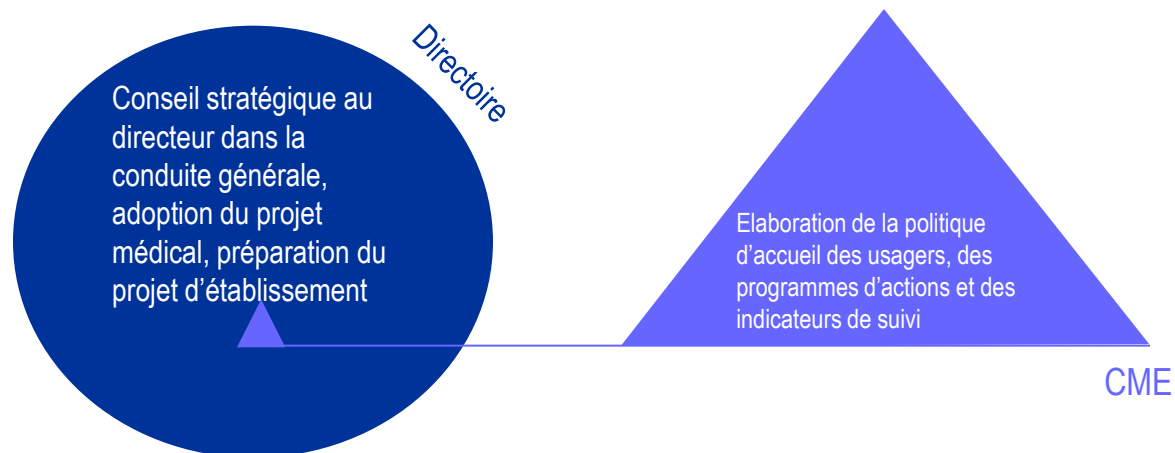 Directoire
Conseil stratégique au
directeur dans la
conduite générale,
adoption du projet
médical, préparation du
projet d’établissement
Elaboration de la politique
d’accueil des usagers, des
programmes d’actions et des
indicateurs de suivi
CME